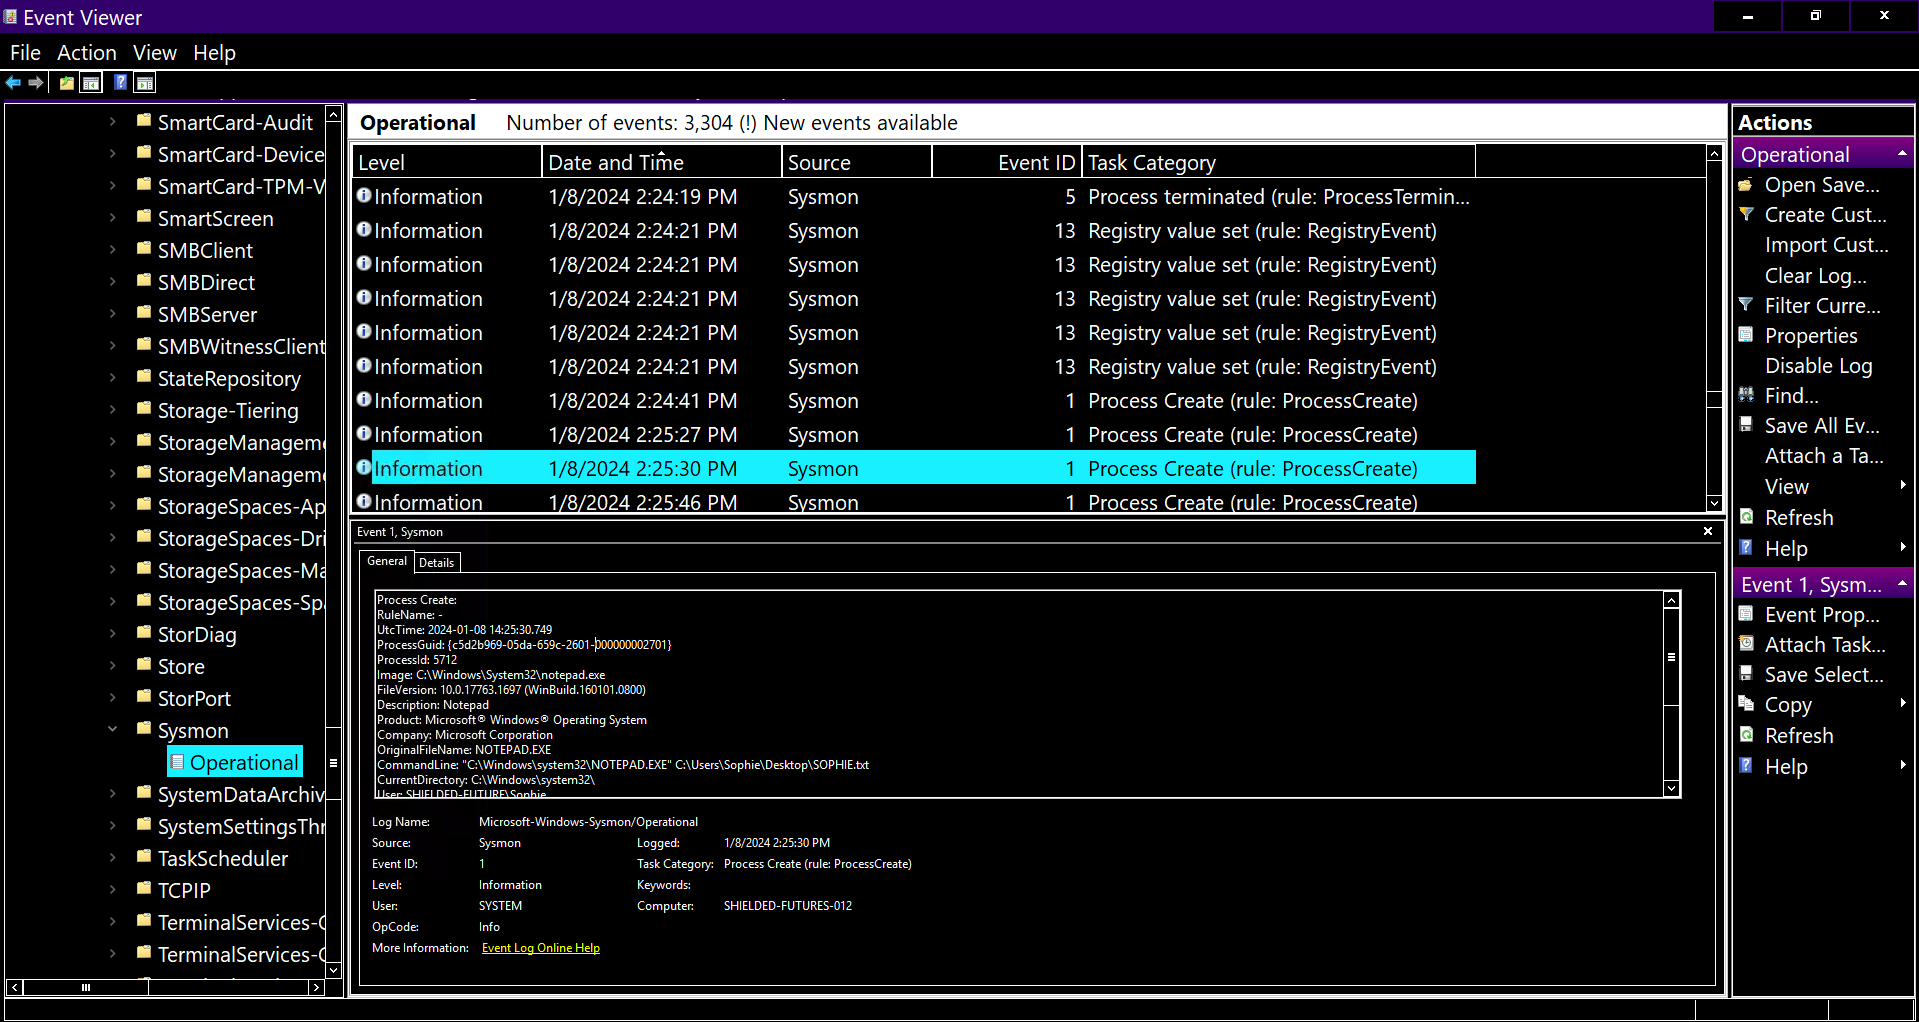 Event Viewer
File Action View Help
SmartCard-Audit
SmartCard-Device
SmartCard-TPM-V
SmartScreen
SMBClient
SMBDirect
SMBServer
SMBWitnessClient
StateRepository
Storage-Tiering
StorageManageme
StorageManageme
StorageSpaces-Ap
StorageSpaces-Dri
StorageSpaces-Ma
StorageSpaces-Spa
StorDiag
Store
StorPort
Sysmon
Operational
SystemDataArchiv
SystemSettingsThr
TaskScheduler
TCPIP
TerminalServices-C
TerminalServices-C
Operational Number of events: 3,304 (!) New events available
Level Date and Time Source Event ID Task Category
Information 1/8/2024 2:24:19 PM Sysmon 5 Process terminated (rule: ProcessTermin...
Information 1/8/2024 2:24:21 PM Sysmon 13 Registry value set (rule: RegistryEvent)
Information 1/8/2024 2:24:21 PM Sysmon 13 Registry value set (rule: RegistryEvent)
Information 1/8/2024 2:24:21 PM Sysmon 13 Registry value set (rule: RegistryEvent)
Information 1/8/2024 2:24:21 PM Sysmon 13 Registry value set (rule: RegistryEvent)
Information 1/8/2024 2:24:21 PM Sysmon 13 Registry value set (rule: RegistryEvent)
Information 1/8/2024 2:24:41 PM Sysmon 1 Process Create (rule: ProcessCreate)
Information 1/8/2024 2:25:27 PM Sysmon 1 Process Create (rule: ProcessCreate)
Information 1/8/2024 2:25:30 PM Sysmon 1 Process Create (rule: ProcessCreate)
Information 1/8/2024 2:25:46 PM Sysmon 1 Process Create (rule: ProcessCreate)
Event 1, Sysmon
General Details
Process Create:
RuleName: -
UtcTime: 2024-01-08 14:25:30.749
ProcessGuid: {c5d2b969-05da-659c-2601-000000002701}
ProcessId: 5712
Image: C:\Windows\System32\notepad.exe
FileVersion: 10.0.17763.1697 (WinBuild.160101.0800)
Description: Notepad
Product: Microsoft® Windows® Operating System
Company: Microsoft Corporation
OriginalFileName: NOTEPAD.EXE
CommandLine: "C:\Windows\system32\NOTEPAD.EXE" C:\Users\Sophie\Desktop\SOPHIE.txt
CurrentDirectory: C:\Windows\system32\
User: SHIELDED-FUTURE\Sophie
Log Name: Microsoft-Windows-Sysmon/Operational
Source: Sysmon Logged: 1/8/2024 2:25:30 PM
Event ID: 1 Task Category: Process Create (rule: ProcessCreate)
Level: Information Keywords:
User: SYSTEM Computer: SHIELDED-FUTURES-012
OpCode: Info
More Information: Event Log Online Help
Actions
Operational
Open Save...
Create Cust...
Import Cust...
Clear Log...
Filter Curre...
Properties
Disable Log
Find...
Save All Ev...
Attach a Ta...
View
Refresh
Help
Event 1, Sysm...
Event Prop...
Attach Task...
Save Select...
Copy
Refresh
Help